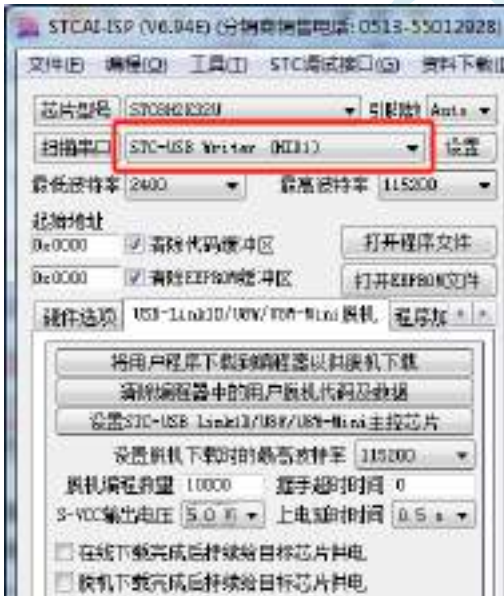 STCAI-ISP (V6.94E) (分销商销售电话: 0513-55012928)
文件(F) 编程(Q) 工具(T) STC调试接口(G) 资料下载
芯片型号 引脚数 Auto
扫描串口 STC-USB Writer (HID1) 设置
最低波特率 2400 最高波特率 115200
起始地址
0x0000 清除代码缓冲区 打开程序文件
0x0000 清除EEPROM缓冲区 打开EEPROM文件
硬件选项 USB-Link1D/U8W/U8W-Mini脱机 程序加
将用户程序下载到编程器以供脱机下载
清除编程器中的用户脱机代码及数据
设置STC-USB Link1D/U8W/U8W-Mini主控芯片
设置脱机下载时的最高波特率 115200
脱机编程数量 10000 握手超时时间 0
S-VCC输出电压 5.0 上电延时时间 0.5 s
在线下载完成后持续给目标芯片供电
脱机下载完成后持续给目标芯片供电